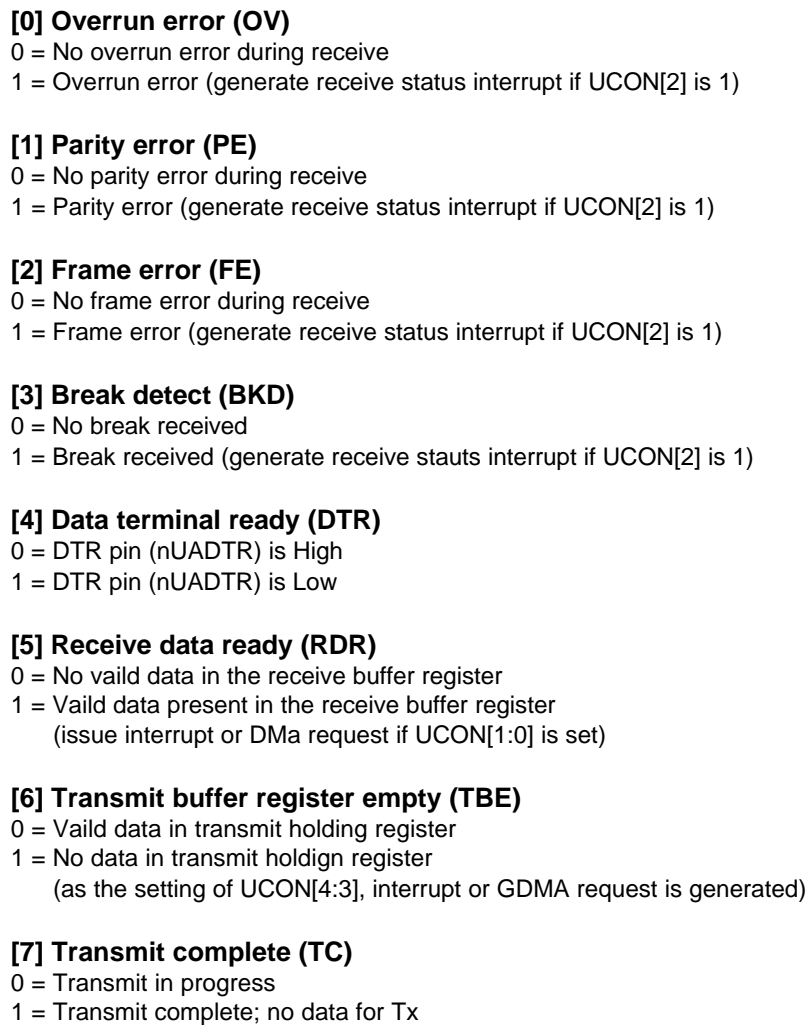 [0] Overrun error (OV)
0 = No overrun error during receive
1 = Overrun error (generate receive status interrupt if UCON[2] is 1)
[1] Parity error (PE)
0 = No parity error during receive
1 = Parity error (generate receive status interrupt if UCON[2] is 1)
[2] Frame error (FE)
0 = No frame error during receive
1 = Frame error (generate receive status interrupt if UCON[2] is 1)
[3] Break detect (BKD)
0 = No break received
1 = Break received (generate receive stauts interrupt if UCON[2] is 1)
[4] Data terminal ready (DTR)
0 = DTR pin (nUADTR) is High
1 = DTR pin (nUADTR) is Low
[5] Receive data ready (RDR)
0 = No vaild data in the receive buffer register
1 = Vaild data present in the receive buffer register
(issue interrupt or DMa request if UCON[1:0] is set)
[6] Transmit buffer register empty (TBE)
0 = Vaild data in transmit holding register
1 = No data in transmit holdign register
(as the setting of UCON[4:3], interrupt or GDMA request is generated)
[7] Transmit complete (TC)
0 = Transmit in progress
1 = Transmit complete; no data for Tx